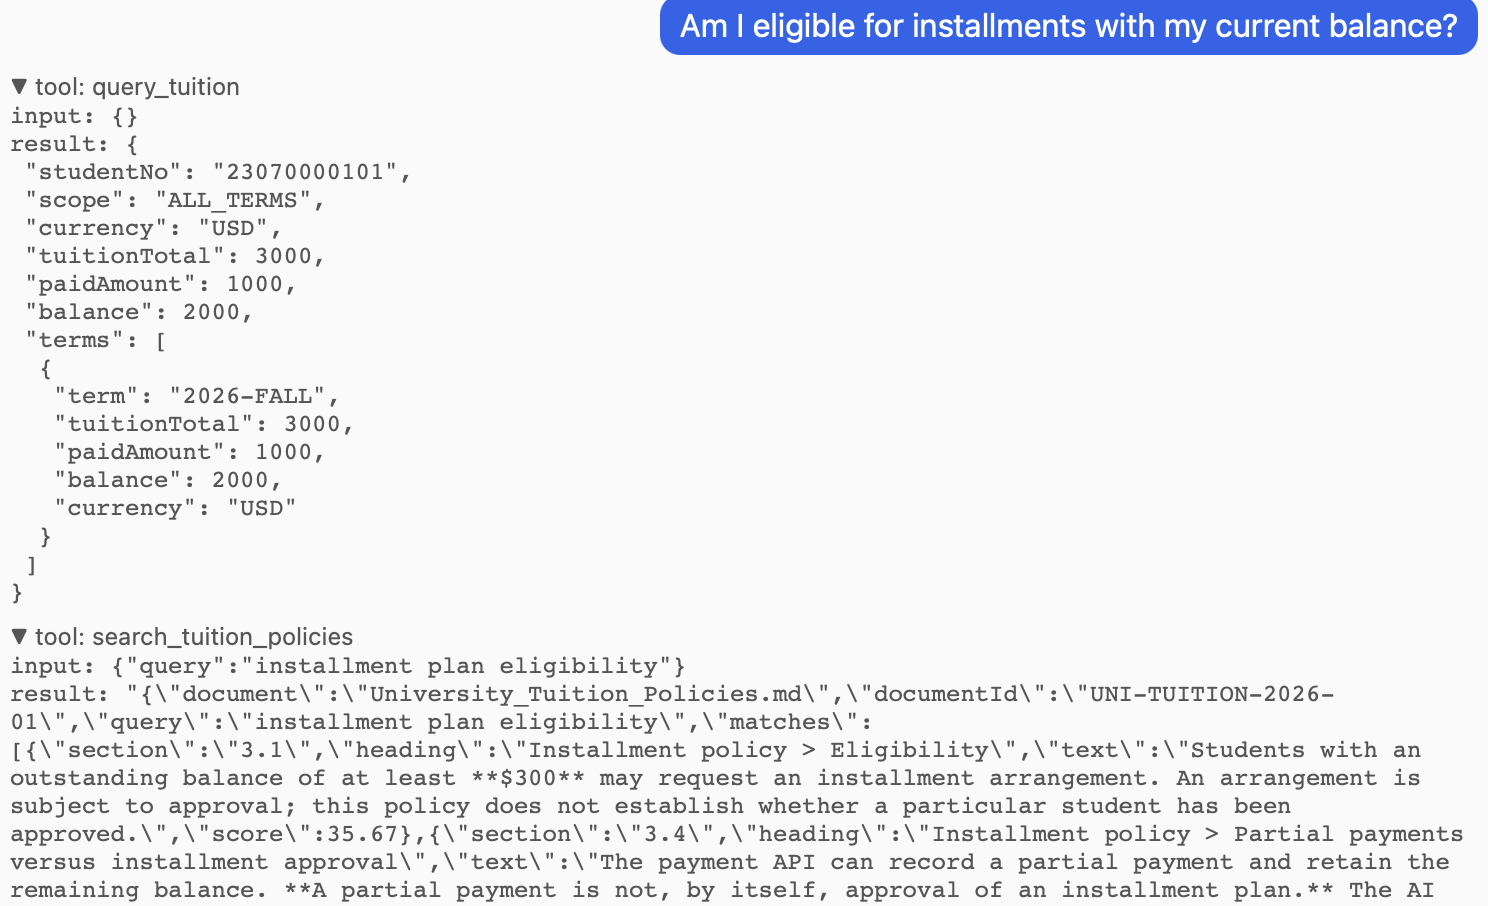 Am I eligible for installments with my current balance?
▼ tool: query_tuition
input: {}
result: {
 "studentNo": "23070000101",
 "scope": "ALL_TERMS",
 "currency": "USD",
 "tuitionTotal": 3000,
 "paidAmount": 1000,
 "balance": 2000,
 "terms": [
  {
   "term": "2026-FALL",
   "tuitionTotal": 3000,
   "paidAmount": 1000,
   "balance": 2000,
   "currency": "USD"
  }
 ]
}
▼ tool: search_tuition_policies
input: {"query":"installment plan eligibility"}
result: "{\"document\":\"University_Tuition_Policies.md\",\"documentId\":\"UNI-TUITION-2026-
01\",\"query\":\"installment plan eligibility\",\"matches\":
[{\"section\":\"3.1\",\"heading\":\"Installment policy > Eligibility\",\"text\":\"Students with an
outstanding balance of at least **$300** may request an installment arrangement. An arrangement is
subject to approval; this policy does not establish whether a particular student has been
approved.\",\"score\":35.67},{\"section\":\"3.4\",\"heading\":\"Installment policy > Partial payments
versus installment approval\",\"text\":\"The payment API can record a partial payment and retain the
remaining balance. **A partial payment is not, by itself, approval of an installment plan.** The AI